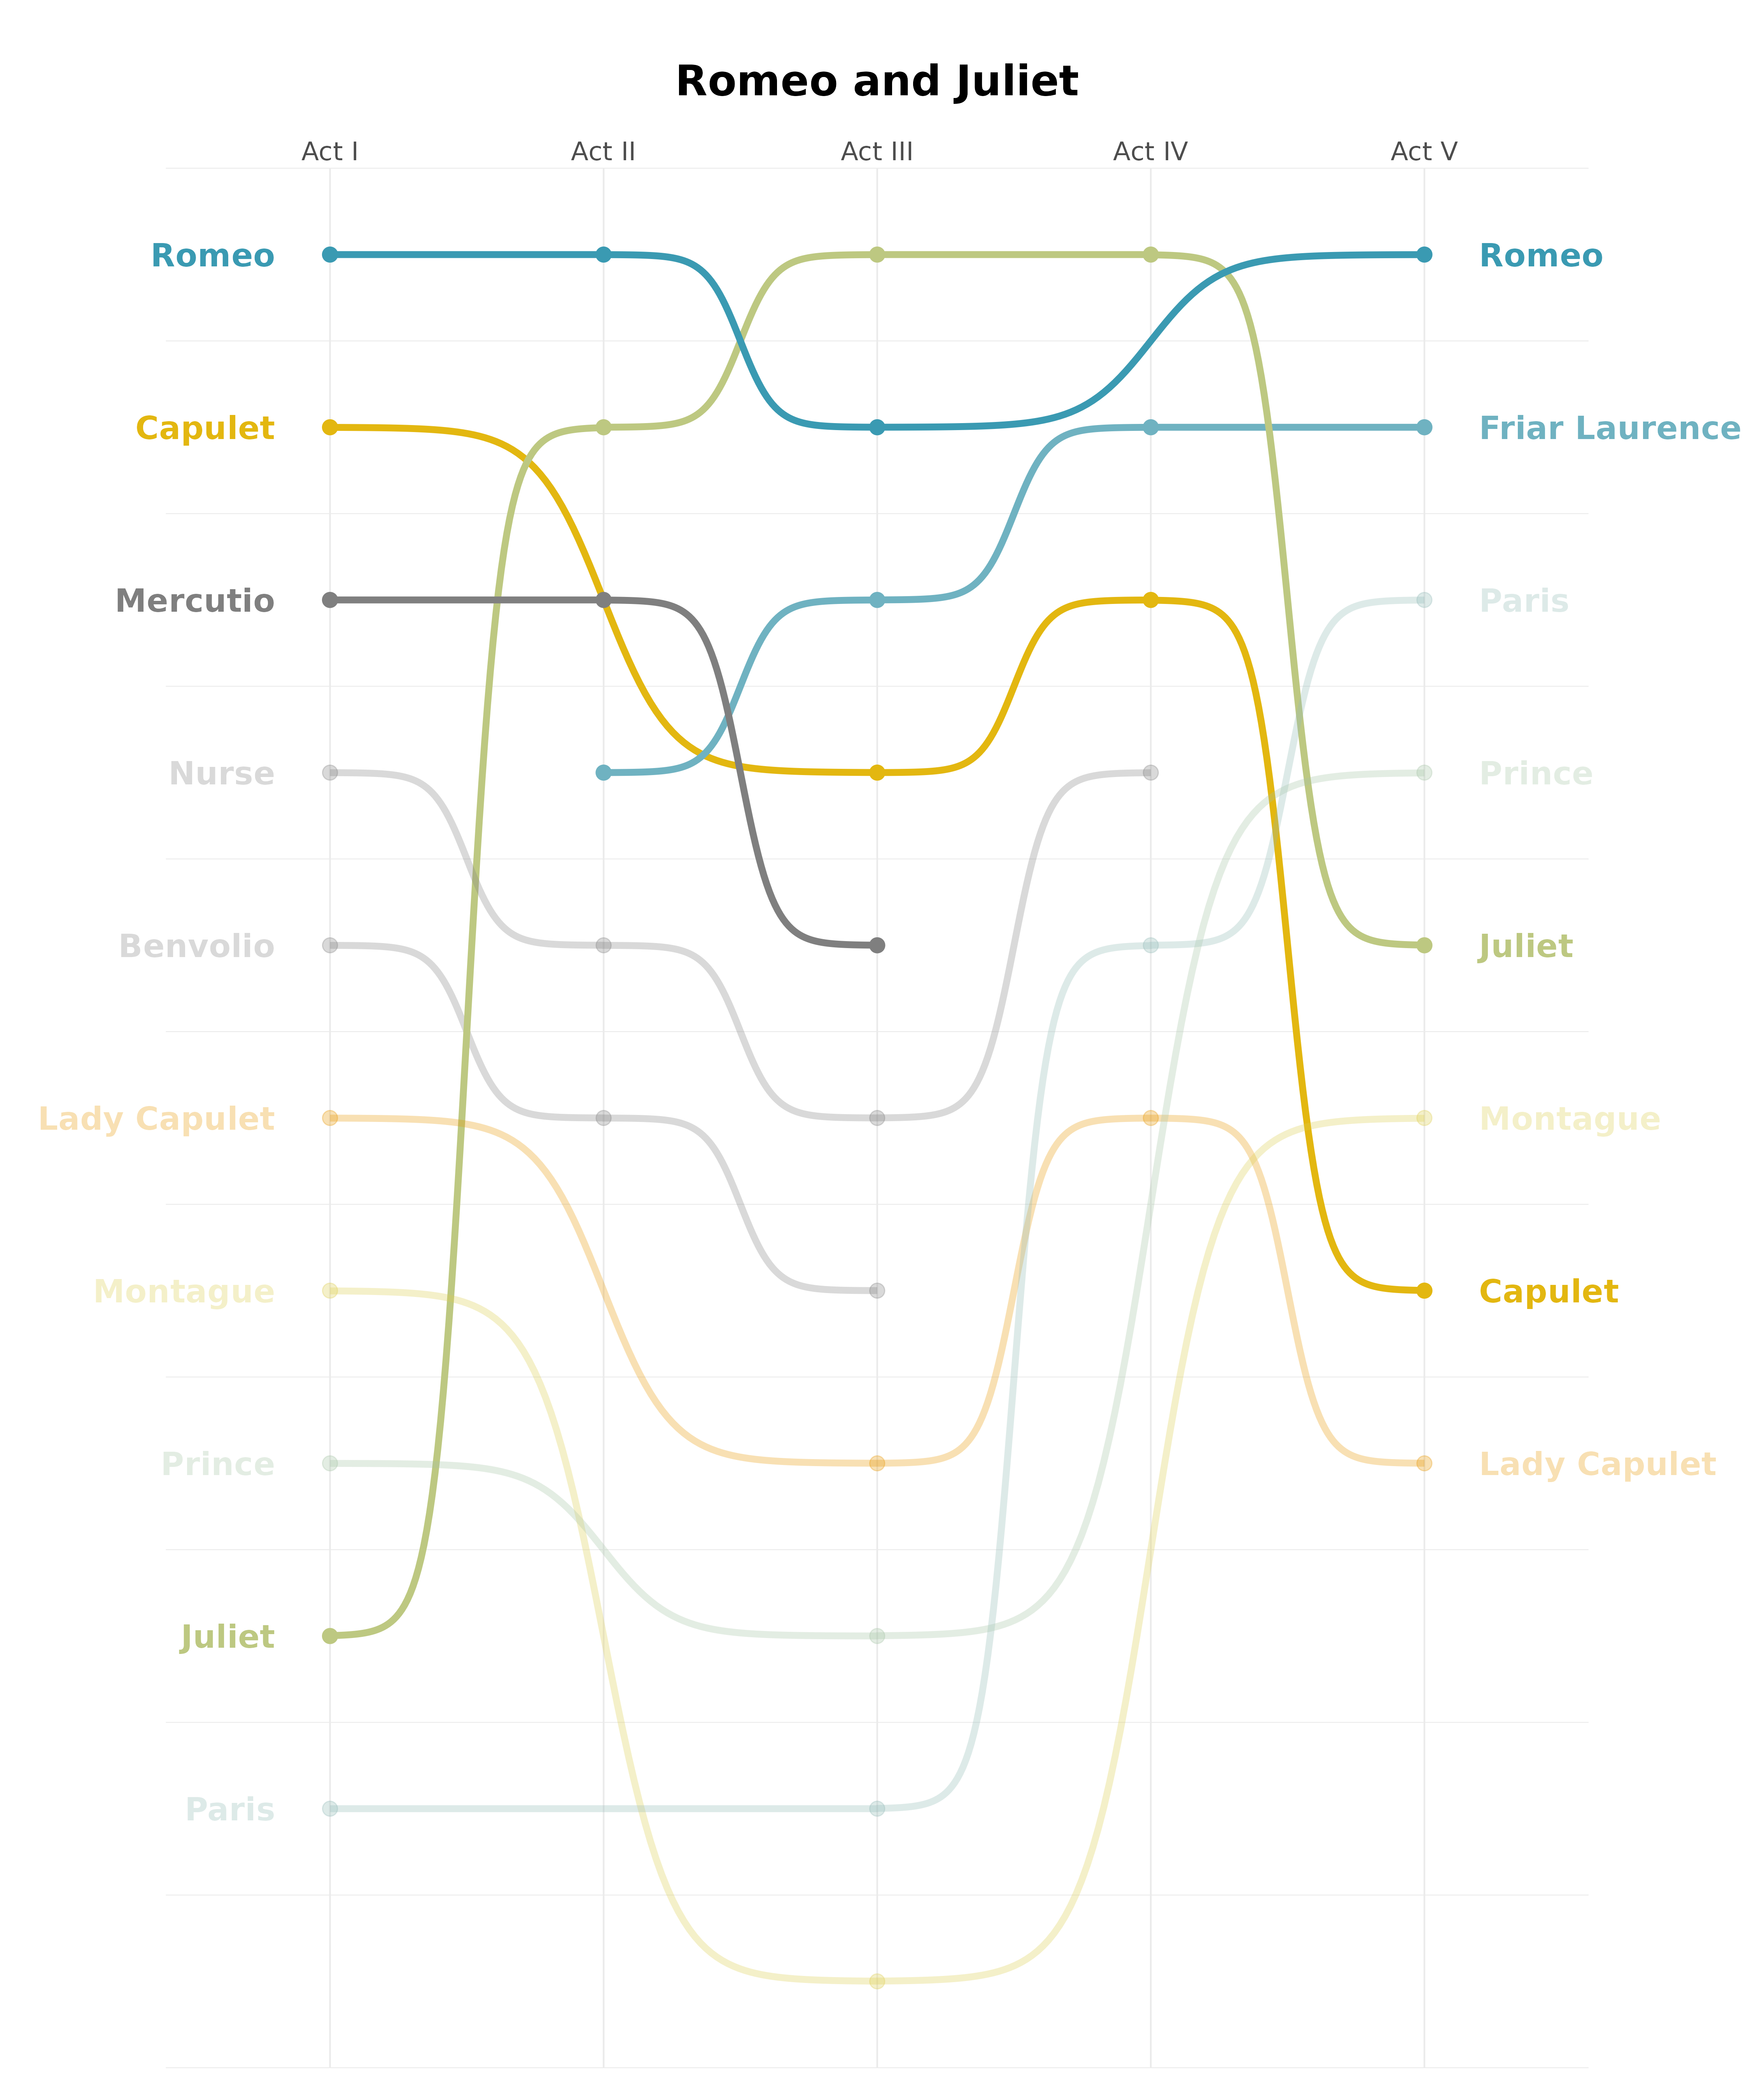 Romeo and Juliet
Act I Act II Act III Act IV Act V
Romeo Romeo
Capulet Friar Laurence
Mercutio Paris
Nurse Prince
Benvolio Juliet
Lady Capulet Montague
Montague Capulet
Prince Lady Capulet
Juliet
Paris